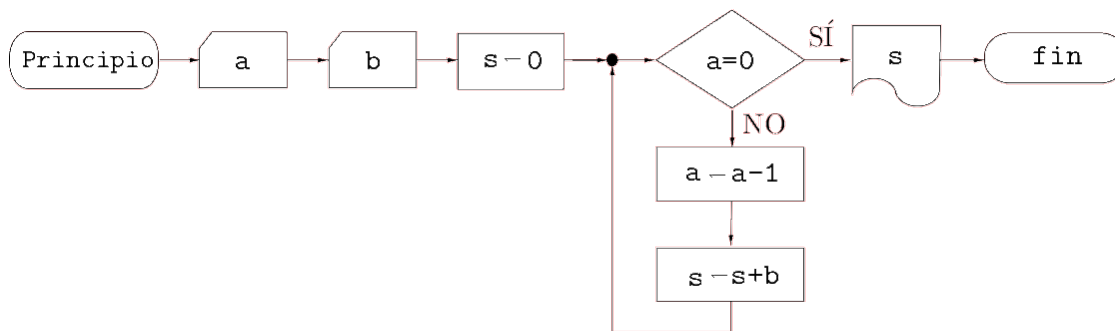 Principio
a
b
s – 0
a=0
SÍ
s
fin
NO
a – a-1
s – s+b